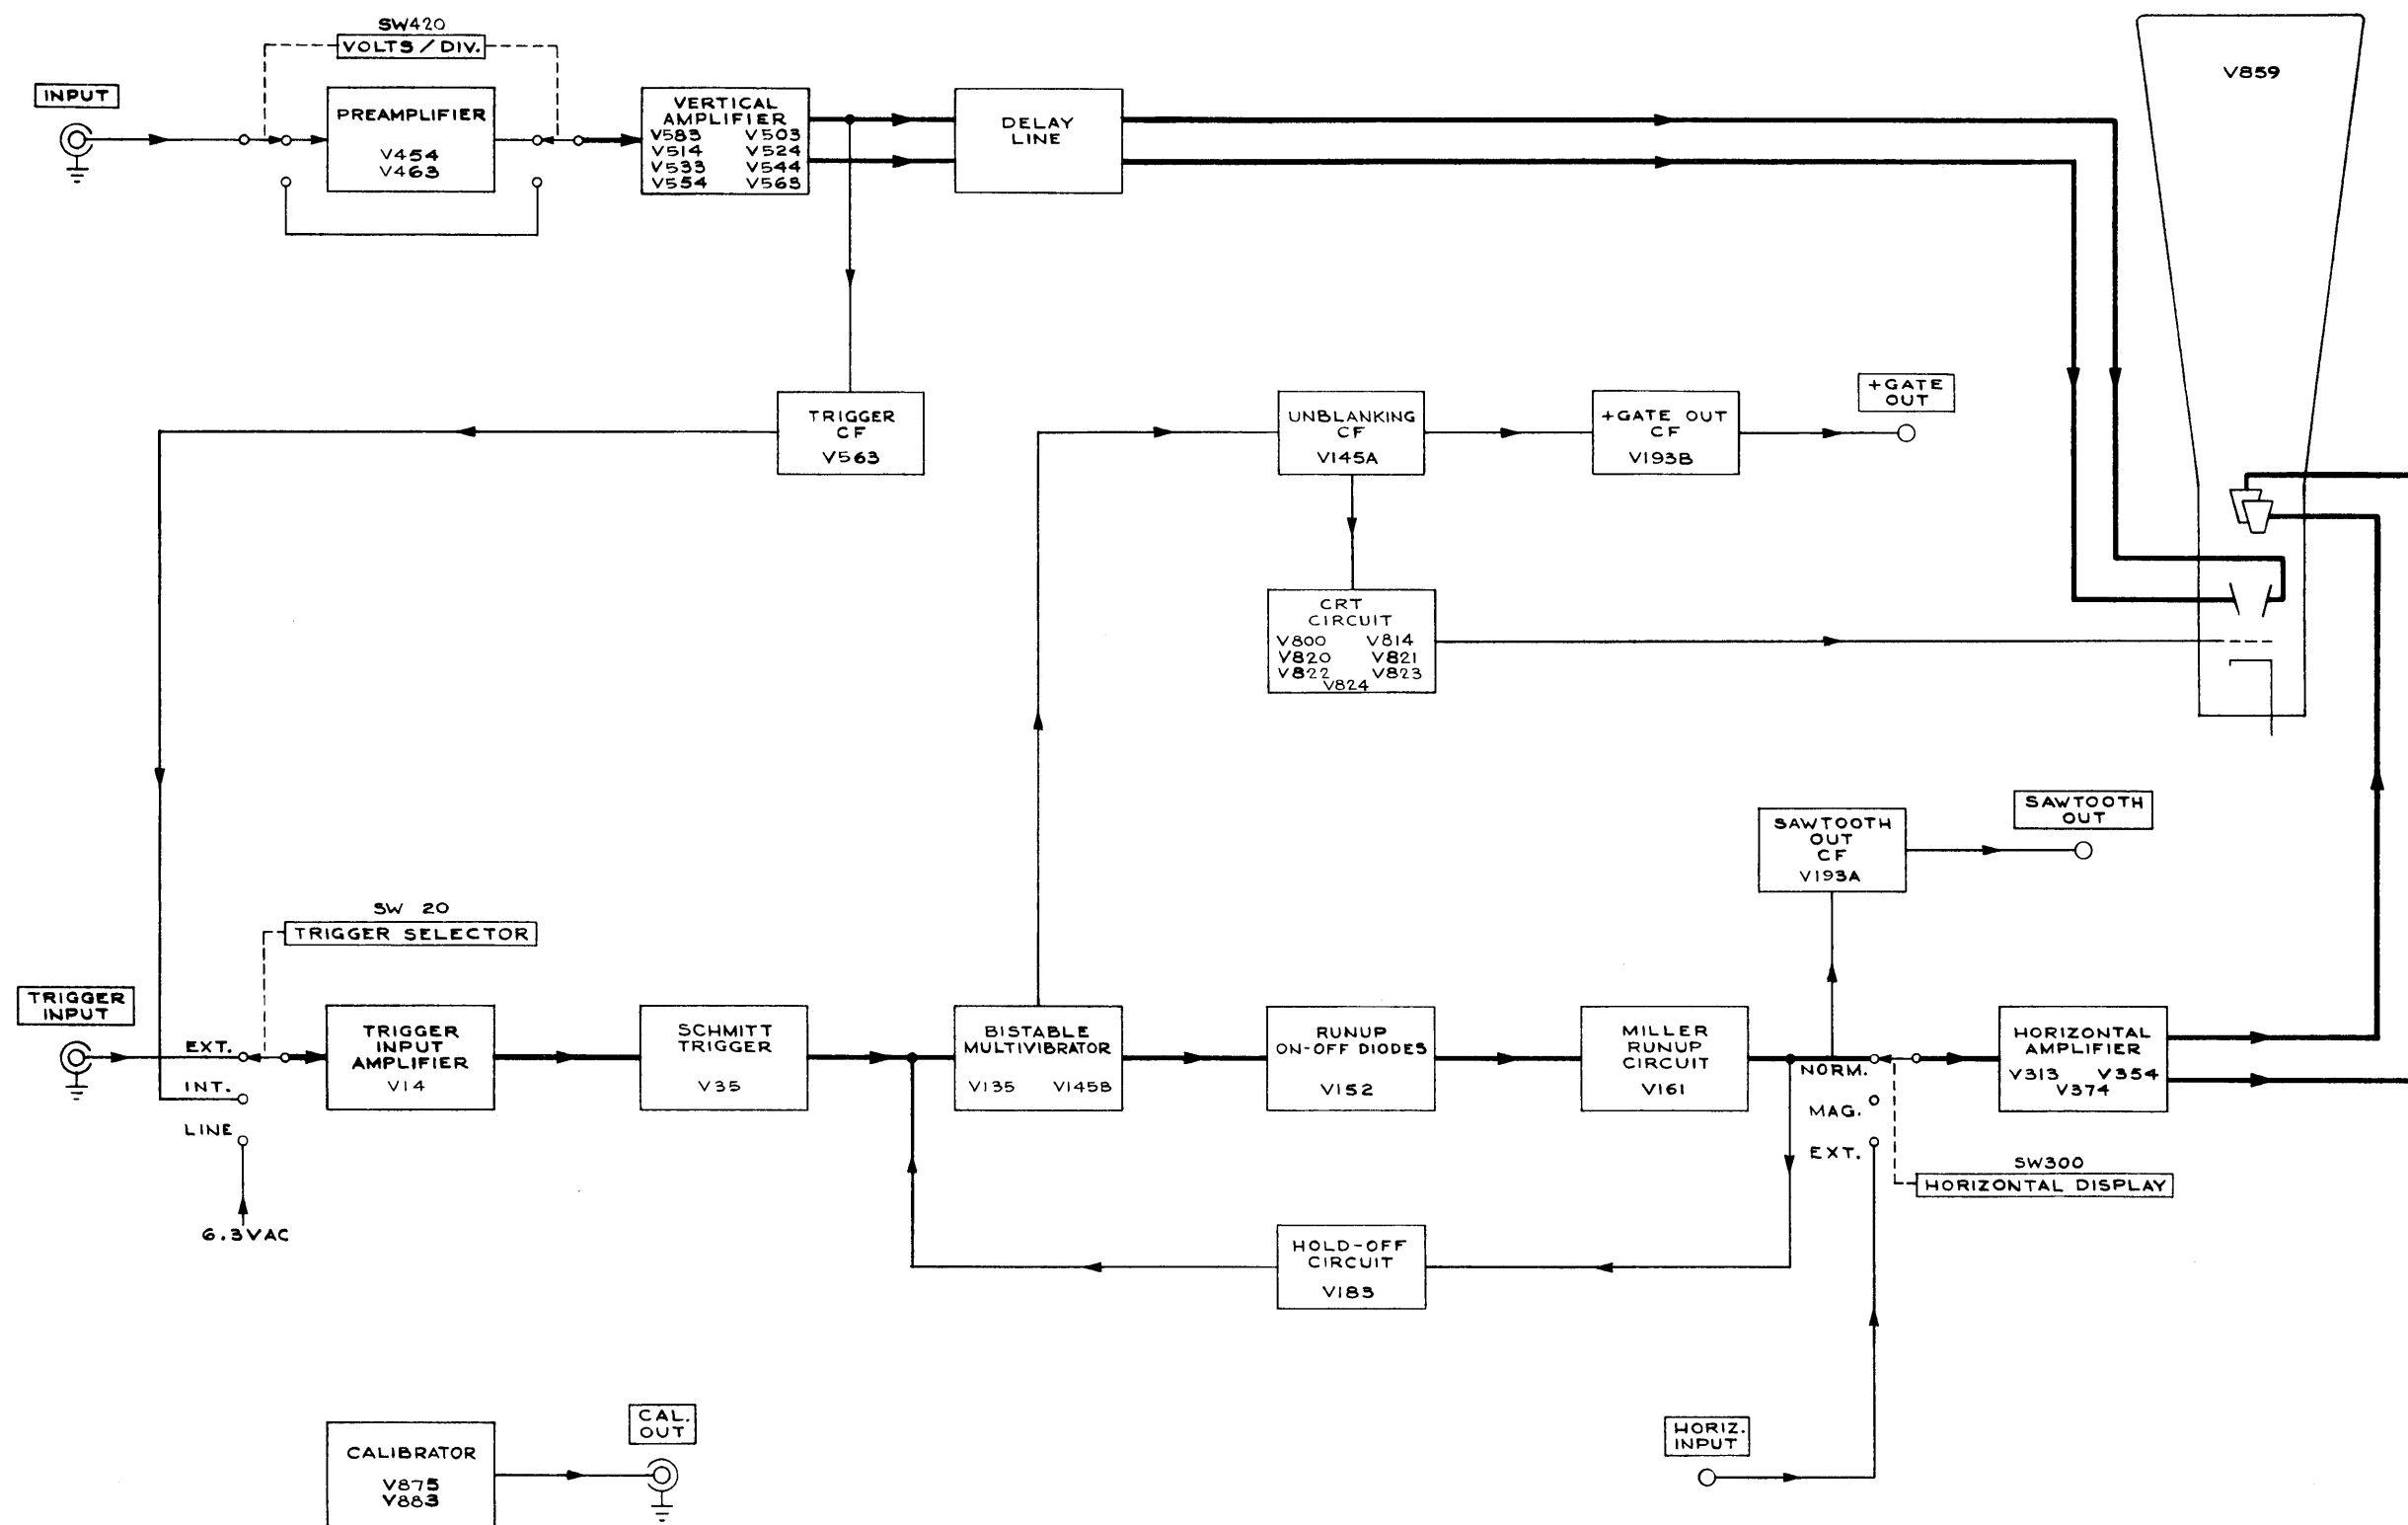 SW420
VOLTS / DIV.
INPUT
PREAMPLIFIER
V454
V463
VERTICAL
AMPLIFIER
V583 V503
V514 V524
V533 V544
V554 V563
DELAY
LINE
V859
TRIGGER
CF
V563
UNBLANKING
CF
V145A
+GATE OUT
CF
V193B
+GATE
OUT
CRT
CIRCUIT
V800 V814
V820 V821
V822 V823
V824
SAWTOOTH
OUT
CF
V193A
SAWTOOTH
OUT
SW 20
TRIGGER SELECTOR
TRIGGER
INPUT
EXT.
INT.
LINE
6.3VAC
TRIGGER
INPUT
AMPLIFIER
V14
SCHMITT
TRIGGER
V35
BISTABLE
MULTIVIBRATOR
V135 V145B
RUNUP
ON-OFF DIODES
V152
MILLER
RUNUP
CIRCUIT
V161
NORM.
MAG.
EXT.
HORIZONTAL
AMPLIFIER
V313 V354
V374
SW300
HORIZONTAL DISPLAY
HOLD-OFF
CIRCUIT
V183
CALIBRATOR
V875
V883
CAL.
OUT
HORIZ.
INPUT